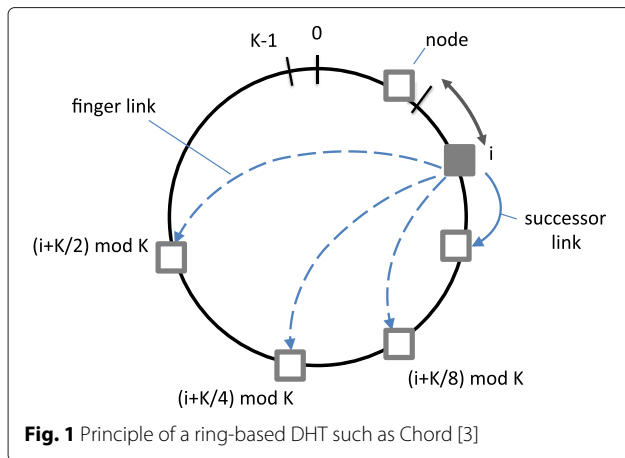 K-1
0
node
finger link
i
successor
link
(i+K/2) mod K
(i+K/8) mod K
(i+K/4) mod K
Fig. 1 Principle of a ring-based DHT such as Chord [3]